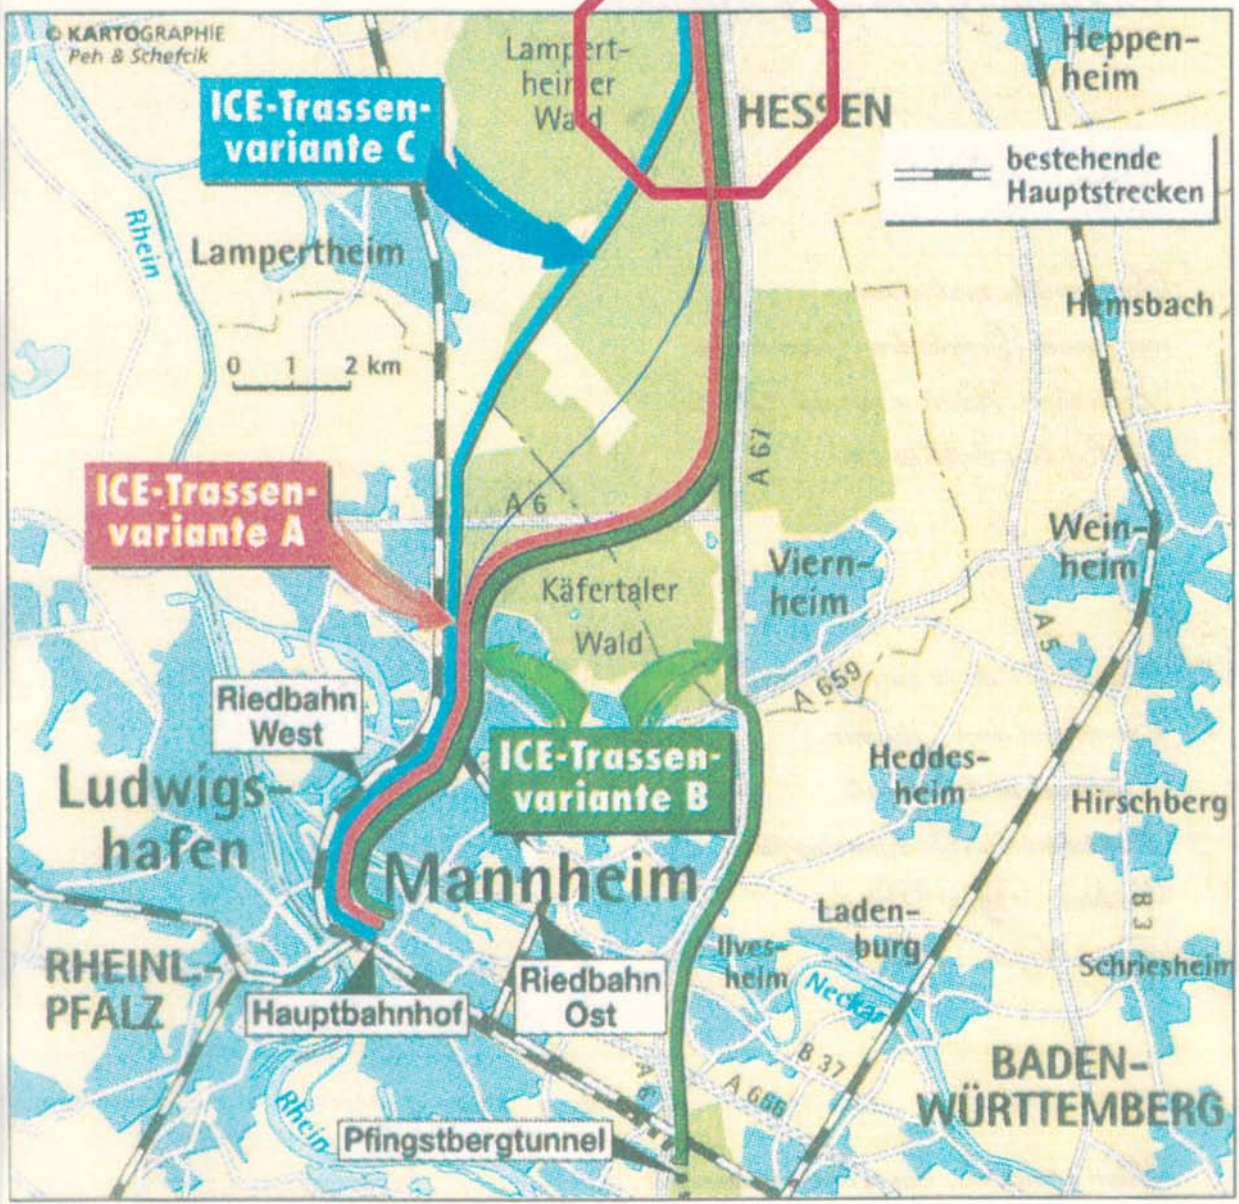 © KARTOGRAPHIE
Peh & Schefcik
Lampert-
heimer
Wald
Heppen-
heim
ICE-Trassen-
variante C
HESSEN
bestehende
Hauptstrecken
Rhein
Lampertheim
Hemsbach
0 1 2 km
A 67
ICE-Trassen-
variante A
A 6
Wein-
heim
Viern-
heim
Käfertaler
Wald
A 5
A 659
Riedbahn
West
ICE-Trassen-
variante B
Heddes-
heim
Hirschberg
Ludwigs-
hafen
Mannheim
B 3
Laden-
burg
Ilves-
heim
Schriesheim
RHEINL.-
PFALZ
Riedbahn
Ost
Neckar
Hauptbahnhof
B 37
A 6
A 656
BADEN-
WÜRTTEMBERG
Rhein
Pfingstbergtunnel